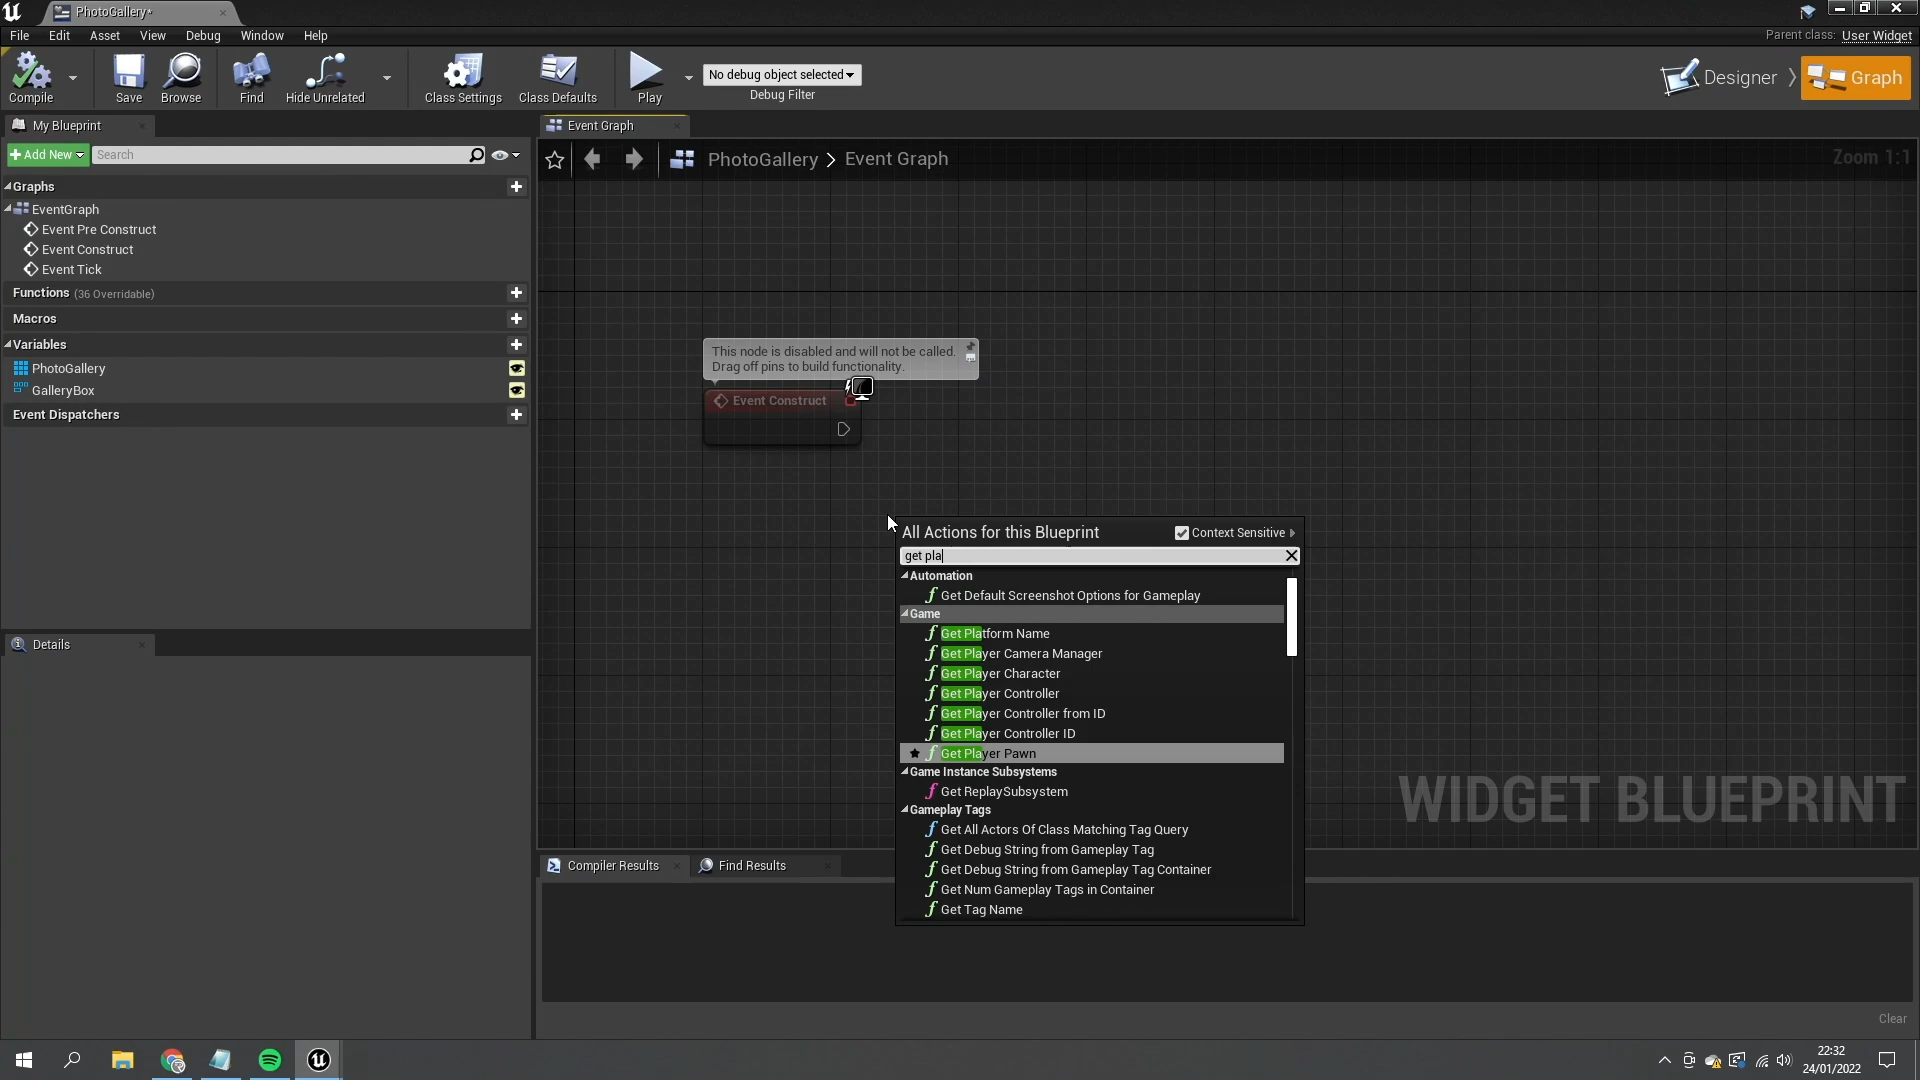 PhotoGallery*
File Edit Asset View Debug Window Help
Parent class: User Widget
Compile Save Browse Find Hide Unrelated Class Settings Class Defaults Play
No debug object selected
Debug Filter
Designer Graph
My Blueprint
Add New Search
Graphs
EventGraph
Event Pre Construct
Event Construct
Event Tick
Functions (36 Overridable)
Macros
Variables
PhotoGallery
GalleryBox
Event Dispatchers
Details
Event Graph
PhotoGallery > Event Graph
Zoom 1:1
This node is disabled and will not be called.
Drag off pins to build functionality.
Event Construct
All Actions for this Blueprint Context Sensitive
get pla
Automation
Get Default Screenshot Options for Gameplay
Game
Get Platform Name
Get Player Camera Manager
Get Player Character
Get Player Controller
Get Player Controller from ID
Get Player Controller ID
Get Player Pawn
Game Instance Subsystems
Get ReplaySubsystem
Gameplay Tags
Get All Actors Of Class Matching Tag Query
Get Debug String from Gameplay Tag
Get Debug String from Gameplay Tag Container
Get Num Gameplay Tags in Container
Get Tag Name
WIDGET BLUEPRINT
Compiler Results Find Results
Clear
22:32
24/01/2022